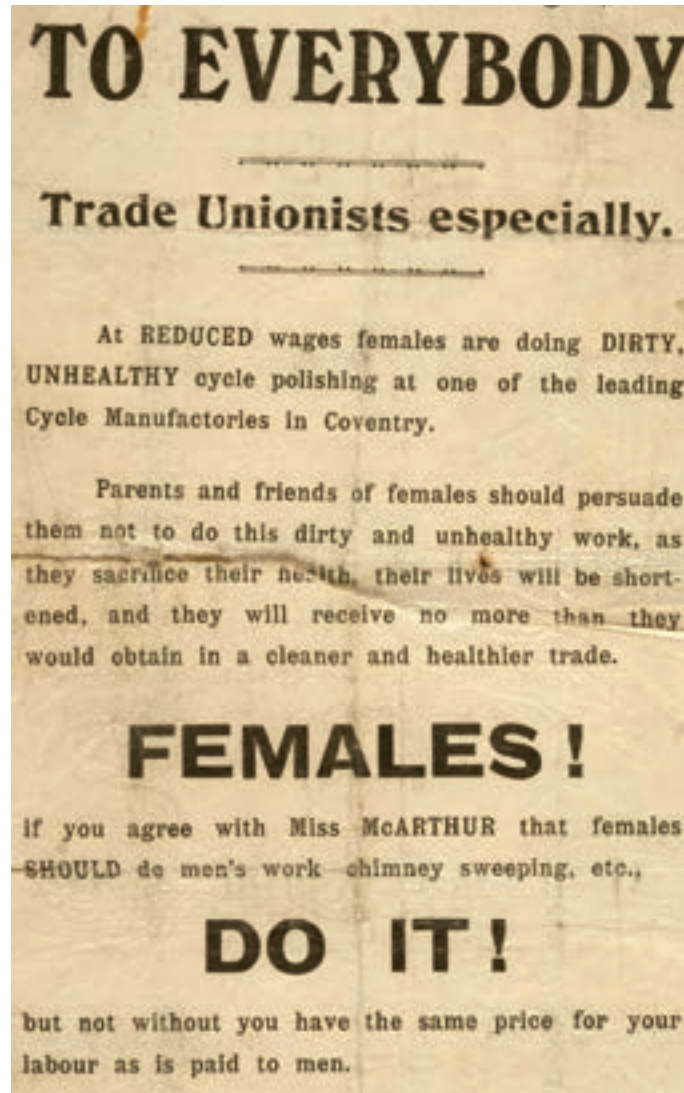 TO EVERYBODY
Trade Unionists especially.
At REDUCED wages females are doing DIRTY,
UNHEALTHY cycle polishing at one of the leading
Cycle Manufactories in Coventry.
Parents and friends of females should persuade
them not to do this dirty and unhealthy work, as
they sacrifice their health, their lives will be short-
ened, and they will receive no more than they
would obtain in a cleaner and healthier trade.
FEMALES !
if you agree with Miss McARTHUR that females
SHOULD do men's work chimney sweeping, etc.,
DO IT !
but not without you have the same price for your
labour as is paid to men.